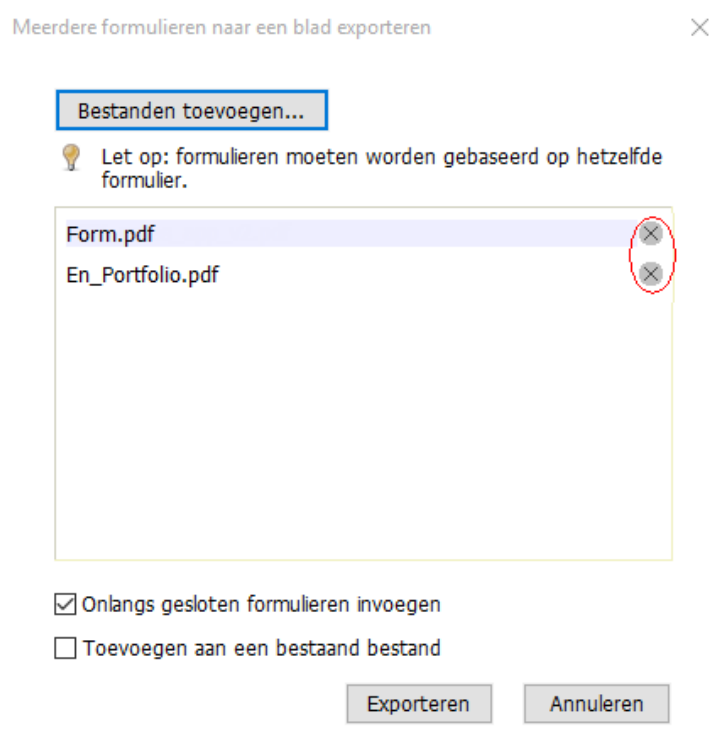 Meerdere formulieren naar een blad exporteren
Bestanden toevoegen...
Let op: formulieren moeten worden gebaseerd op hetzelfde
formulier.
Form.pdf
En_Portfolio.pdf
Onlangs gesloten formulieren invoegen
Toevoegen aan een bestaand bestand
Exporteren
Annuleren